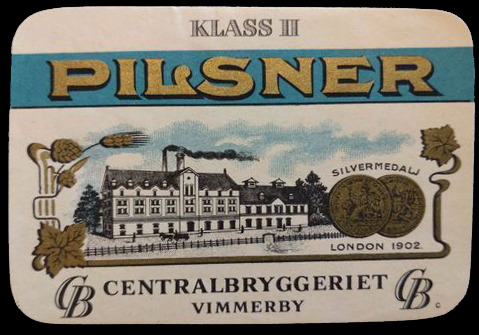 KLASS II
PILSNER
SILVERMEDALJ
LONDON 1902.
CB CENTRALBRYGGERIET CB
VIMMERBY